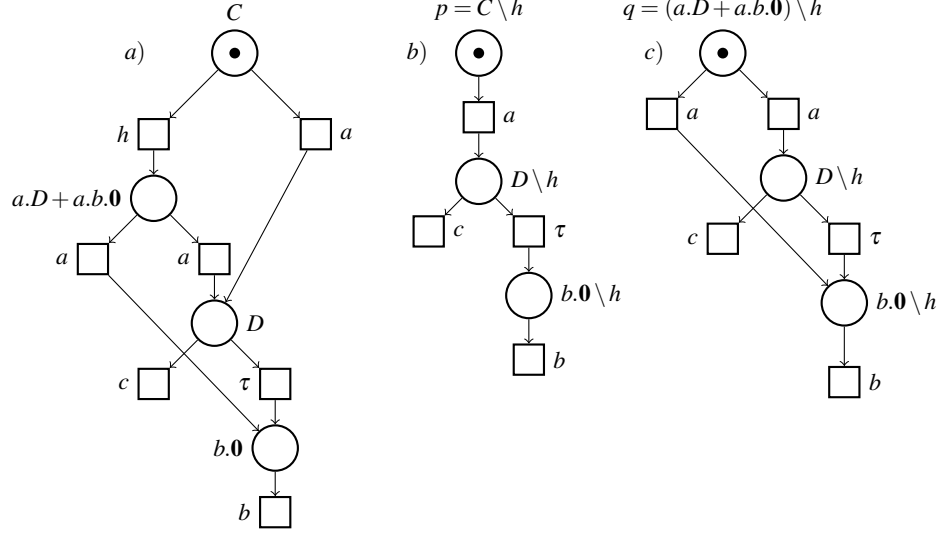 C
a)
h
a
a.D + a.b.0
a
a
D
c
τ
b.0
b
p = C \ h
b)
a
D \ h
c
τ
b.0 \ h
b
q = (a.D + a.b.0) \ h
c)
a
a
D \ h
c
τ
b.0 \ h
b